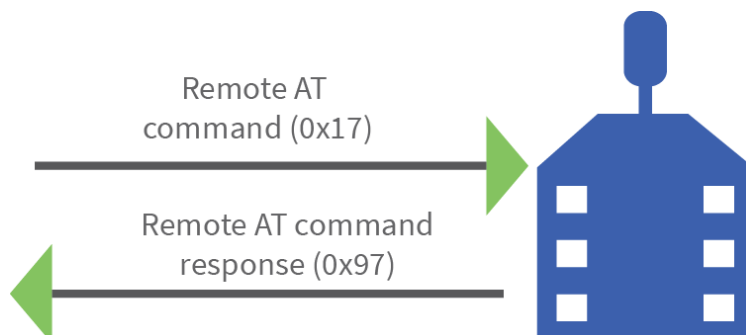 Remote AT
command (0x17)
Remote AT command
response (0x97)